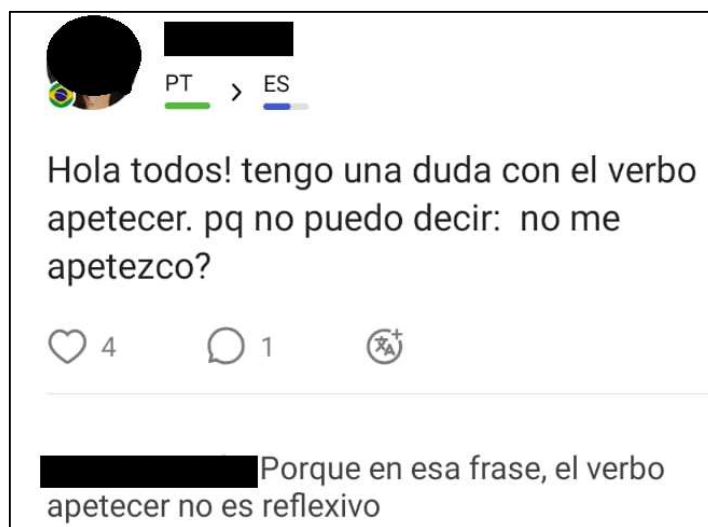 PT > ES
Hola todos! tengo una duda con el verbo
apetecer. pq no puedo decir:  no me
apetezco?
4 1
Porque en esa frase, el verbo
apetecer no es reflexivo